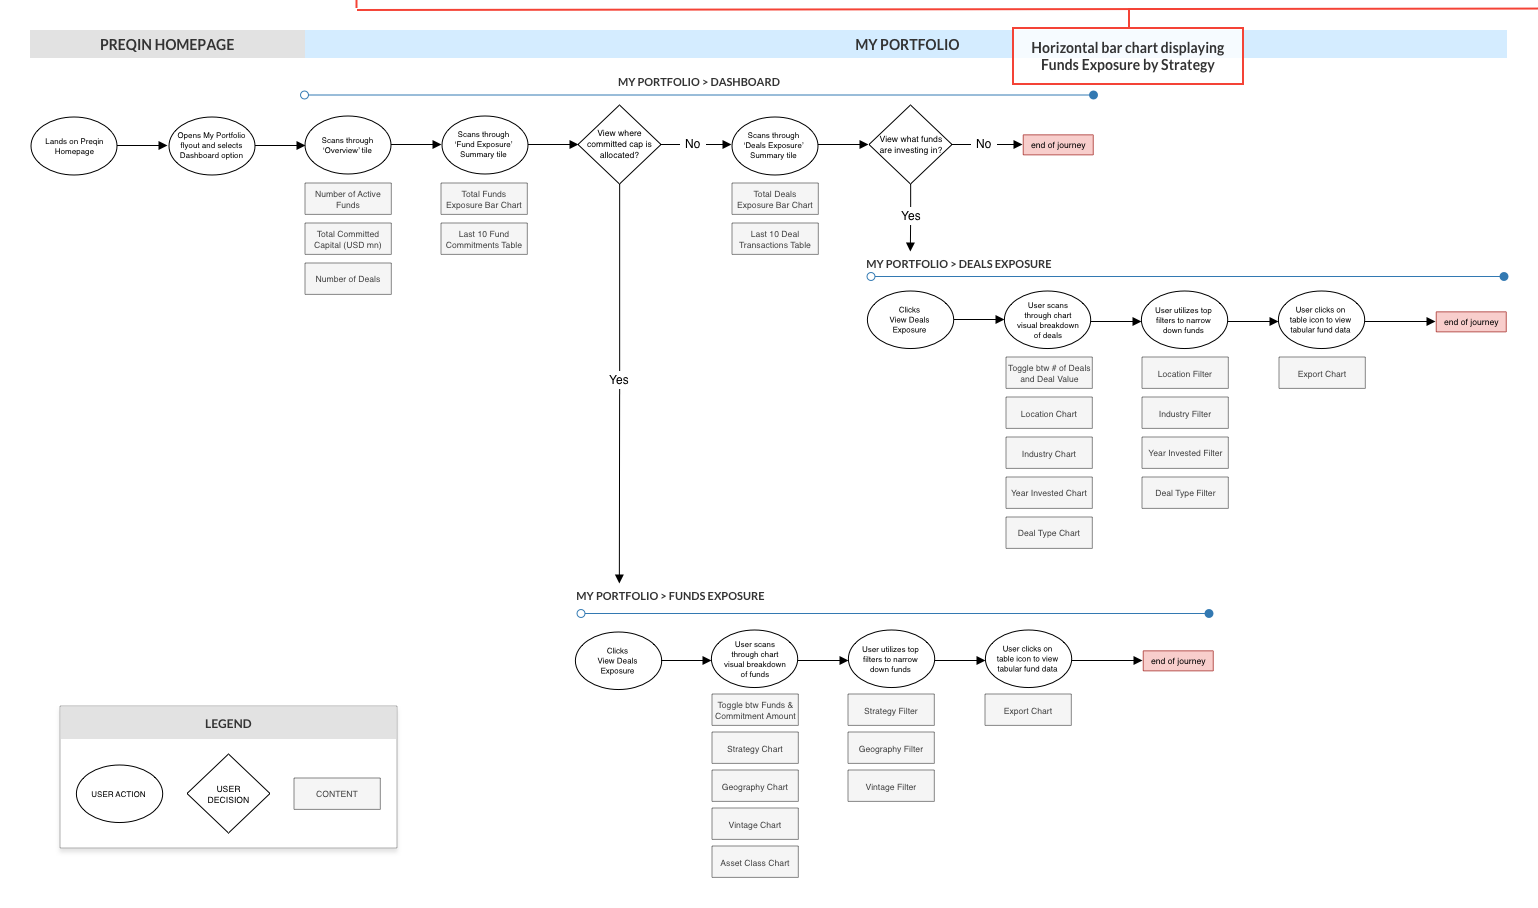 PREQIN HOMEPAGE
MY PORTFOLIO
Horizontal bar chart displaying
Funds Exposure by Strategy
MY PORTFOLIO > DASHBOARD
Lands on Preqin
Homepage
Opens My Portfolio
flyout and selects
Dashboard option
Scans through
'Overview' tile
Scans through
'Fund Exposure'
Summary tile
View where
committed cap is
allocated?
No
Scans through
'Deals Exposure'
Summary tile
View what funds
are investing in?
No
end of journey
Number of Active
Funds
Total Committed
Capital (USD mn)
Number of Deals
Total Funds
Exposure Bar Chart
Last 10 Fund
Commitments Table
Total Deals
Exposure Bar Chart
Last 10 Deal
Transactions Table
Yes
MY PORTFOLIO > DEALS EXPOSURE
Clicks
View Deals
Exposure
User scans
through chart
visual breakdown
of deals
User utilizes top
filters to narrow
down funds
User clicks on
table icon to view
tabular fund data
end of journey
Toggle btw # of Deals
and Deal Value
Location Chart
Industry Chart
Year Invested Chart
Deal Type Chart
Location Filter
Industry Filter
Year Invested Filter
Deal Type Filter
Export Chart
Yes
MY PORTFOLIO > FUNDS EXPOSURE
Clicks
View Deals
Exposure
User scans
through chart
visual breakdown
of funds
User utilizes top
filters to narrow
down funds
User clicks on
table icon to view
tabular fund data
end of journey
Toggle btw Funds &
Commitment Amount
Strategy Chart
Geography Chart
Vintage Chart
Asset Class Chart
Strategy Filter
Geography Filter
Vintage Filter
Export Chart
LEGEND
USER ACTION
USER
DECISION
CONTENT